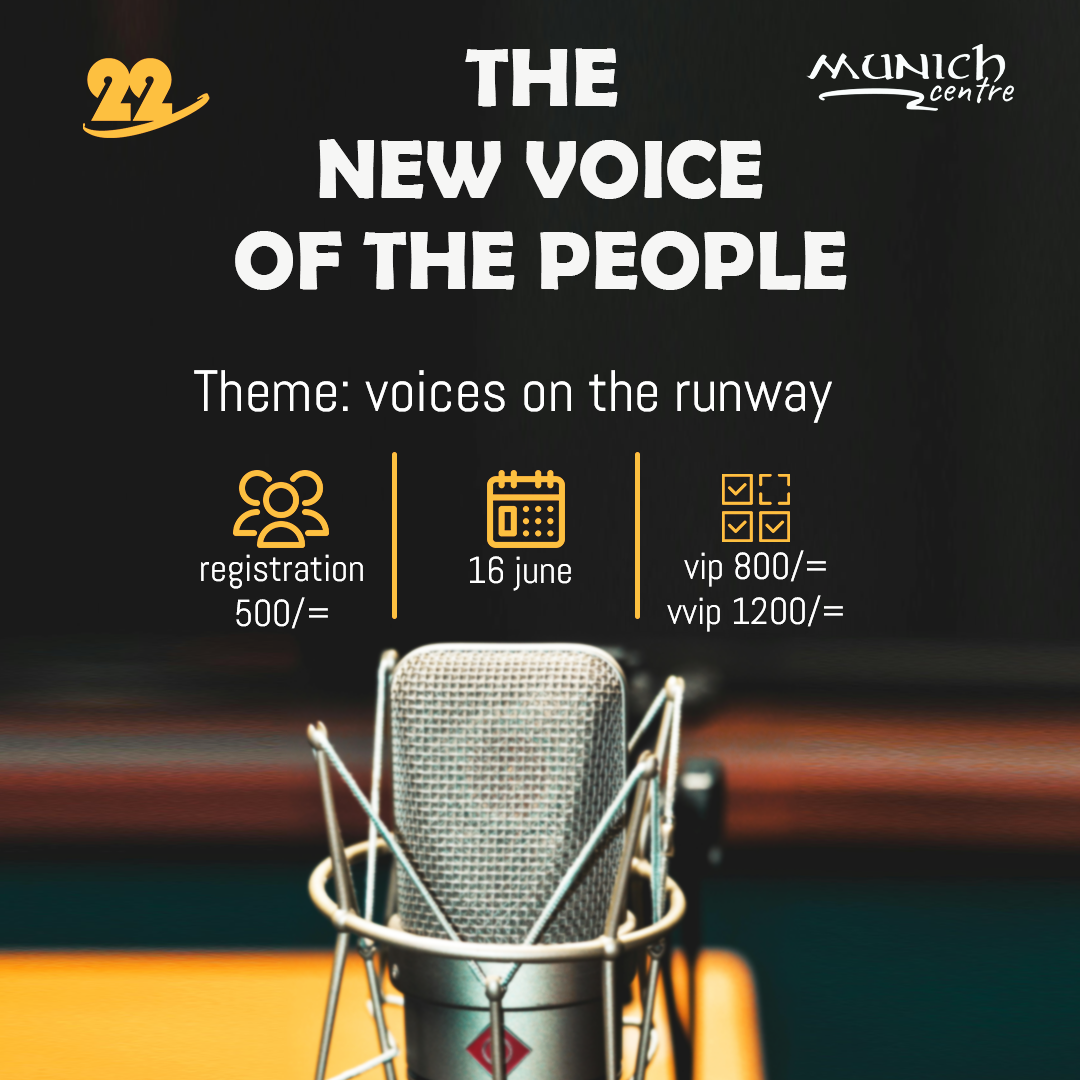 22
THE
MUNICh
centre
NEW VOICE
OF THE PEOPLE
Theme: voices on the runway
registration
500/=
16 june
vip 800/=
vvip 1200/=